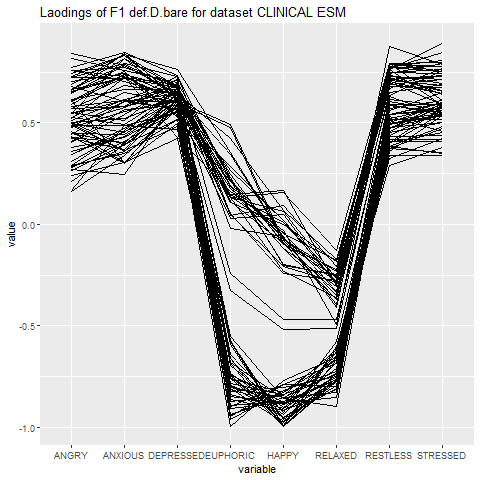 Laodings of F1 def.D.bare for dataset CLINICAL ESM
value
0.5
0.0
-0.5
-1.0
ANGRY ANXIOUS DEPRESSED EUPHORIC HAPPY RELAXED RESTLESS STRESSED
variable